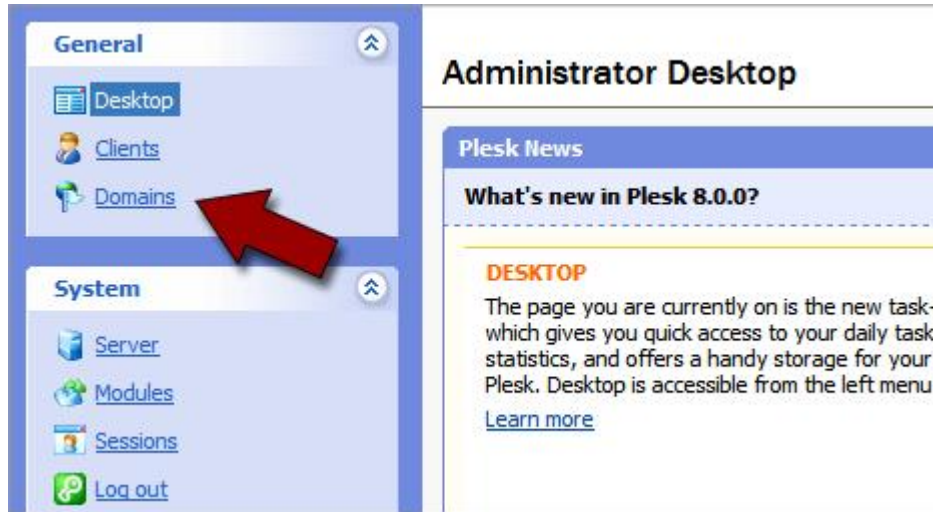 General
Desktop
Clients
Domains
System
Server
Modules
Sessions
Log out
Administrator Desktop
Plesk News
What's new in Plesk 8.0.0?
DESKTOP
The page you are currently on is the new task-
which gives you quick access to your daily task
statistics, and offers a handy storage for your
Plesk. Desktop is accessible from the left menu
Learn more